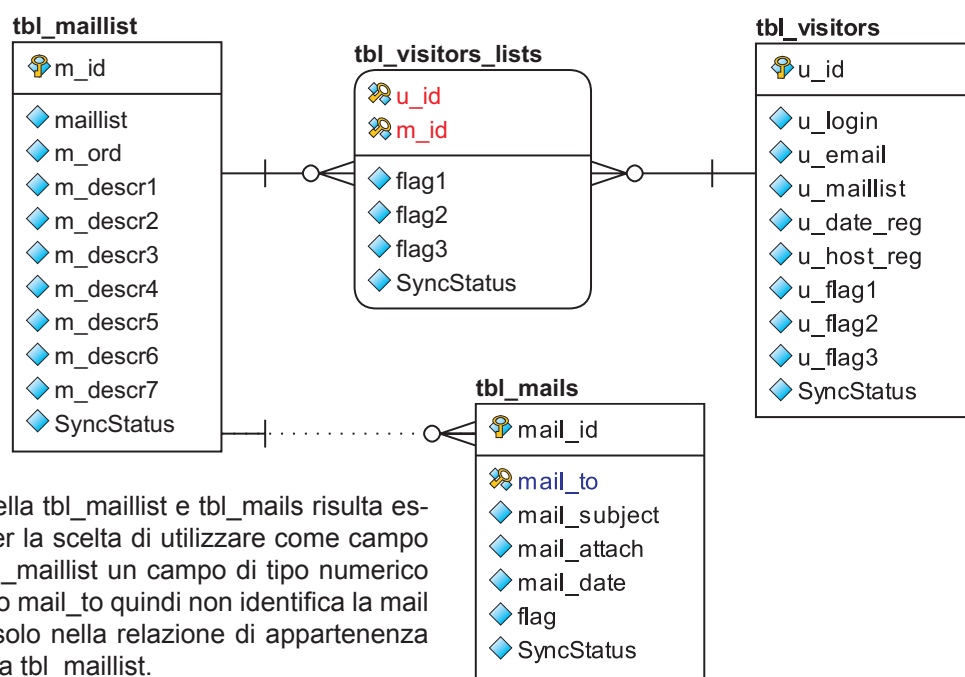 tbl_maillist
m_id
maillist
m_ord
m_descr1
m_descr2
m_descr3
m_descr4
m_descr5
m_descr6
m_descr7
SyncStatus
tbl_visitors_lists
u_id
m_id
flag1
flag2
flag3
SyncStatus
tbl_visitors
u_id
u_login
u_email
u_maillist
u_date_reg
u_host_reg
u_flag1
u_flag2
u_flag3
SyncStatus
tbl_mails
mail_id
mail_to
mail_subject
mail_attach
mail_date
flag
SyncStatus
ella tbl_maillist e tbl_mails risulta es-
er la scelta di utilizzare come campo
_maillist un campo di tipo numerico
o mail_to quindi non identifica la mail
solo nella relazione di appartenenza
a tbl_maillist.